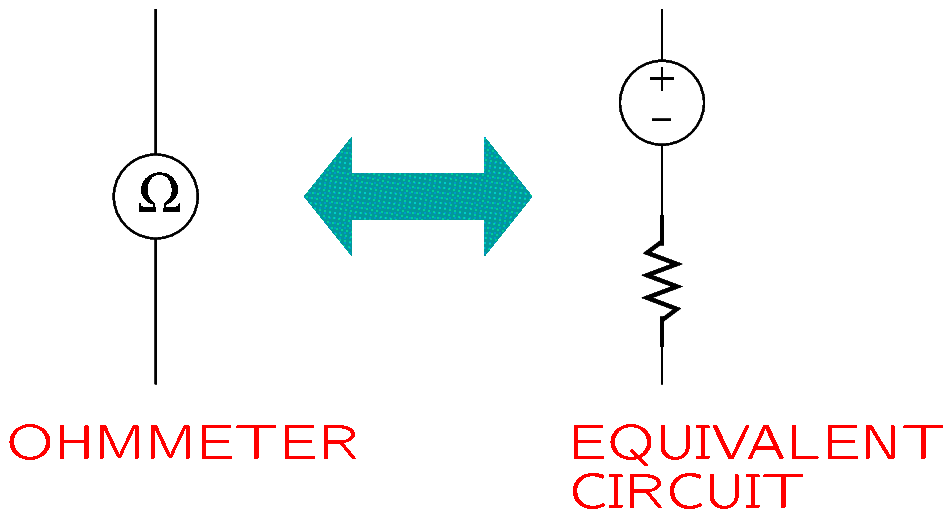 Ω
+
−
OHMMETER
EQUIVALENT
CIRCUIT